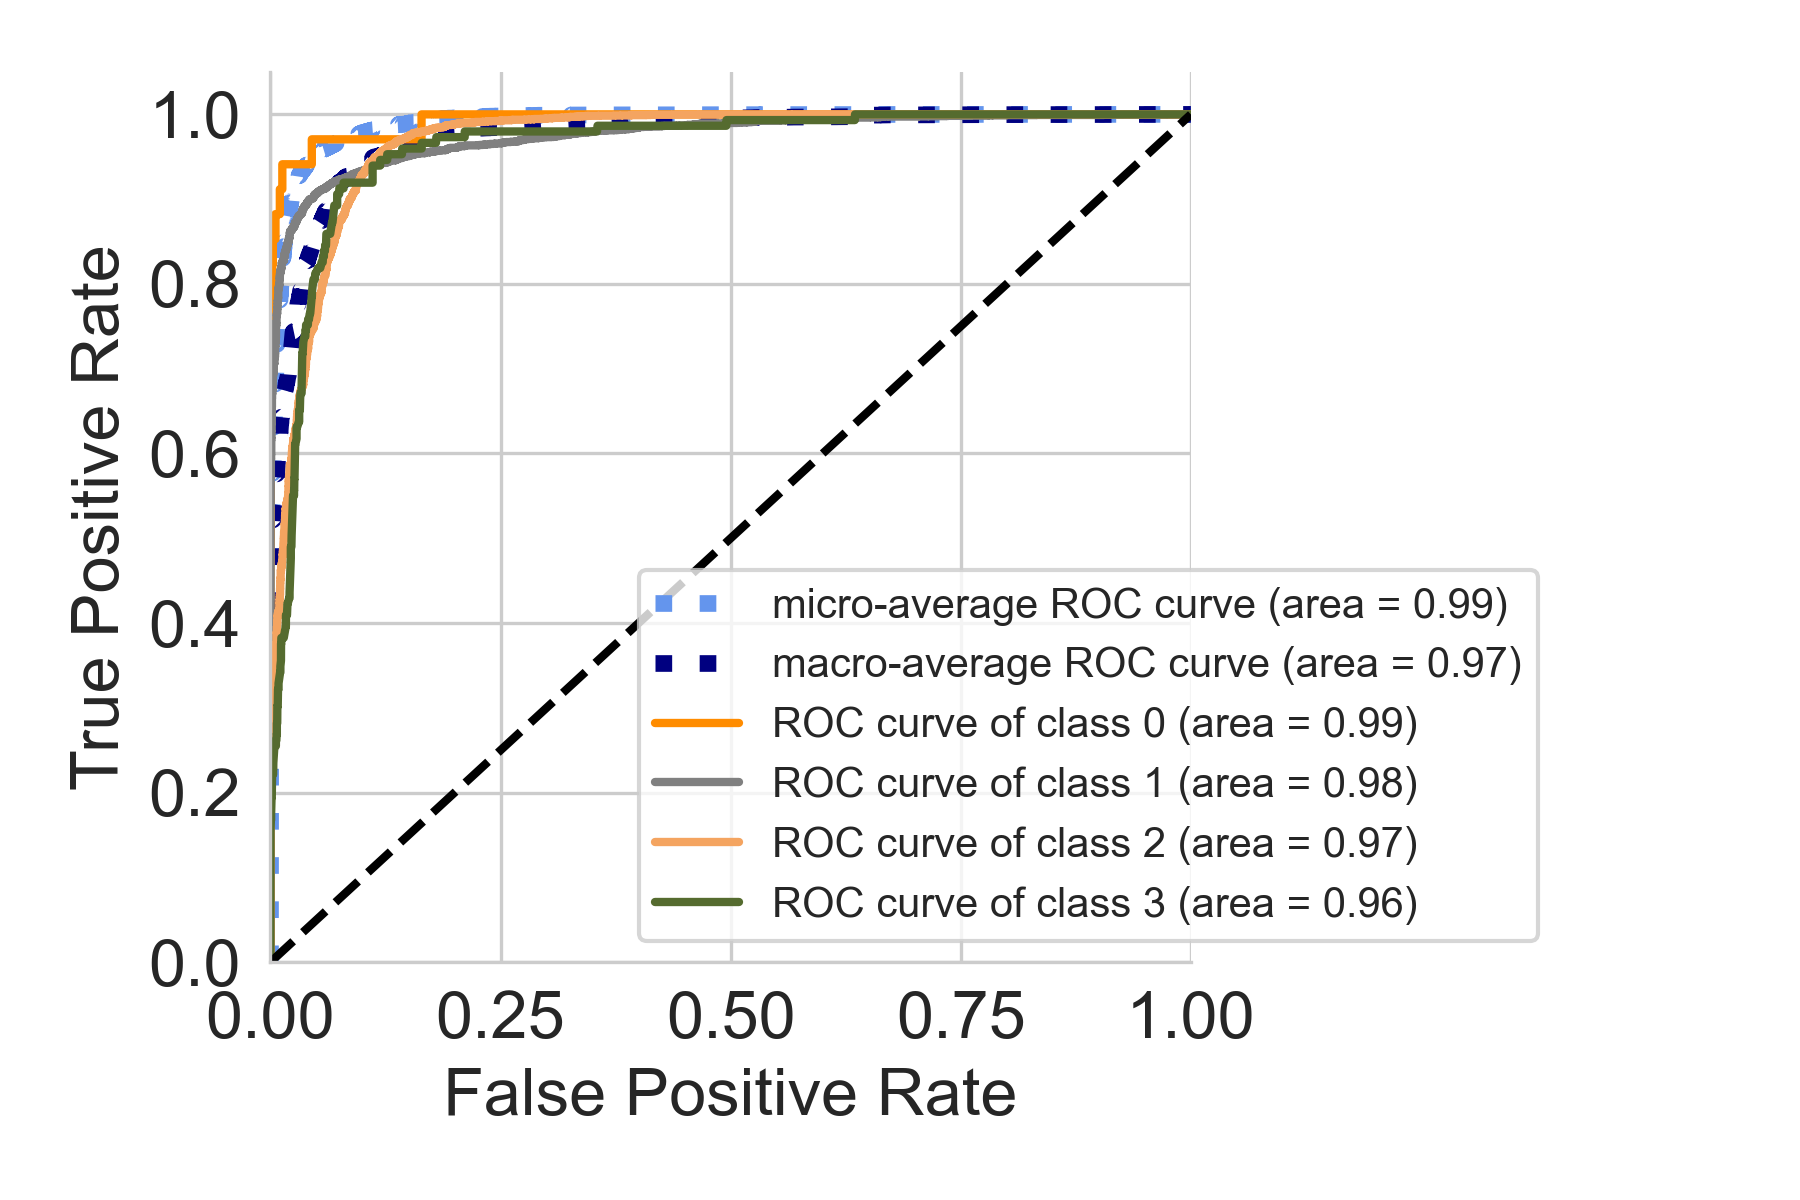 1.0
0.8
0.6
0.4
0.2
0.0
True Positive Rate
0.00 0.25 0.50 0.75 1.00
False Positive Rate
micro-average ROC curve (area = 0.99)
macro-average ROC curve (area = 0.97)
ROC curve of class 0 (area = 0.99)
ROC curve of class 1 (area = 0.98)
ROC curve of class 2 (area = 0.97)
ROC curve of class 3 (area = 0.96)